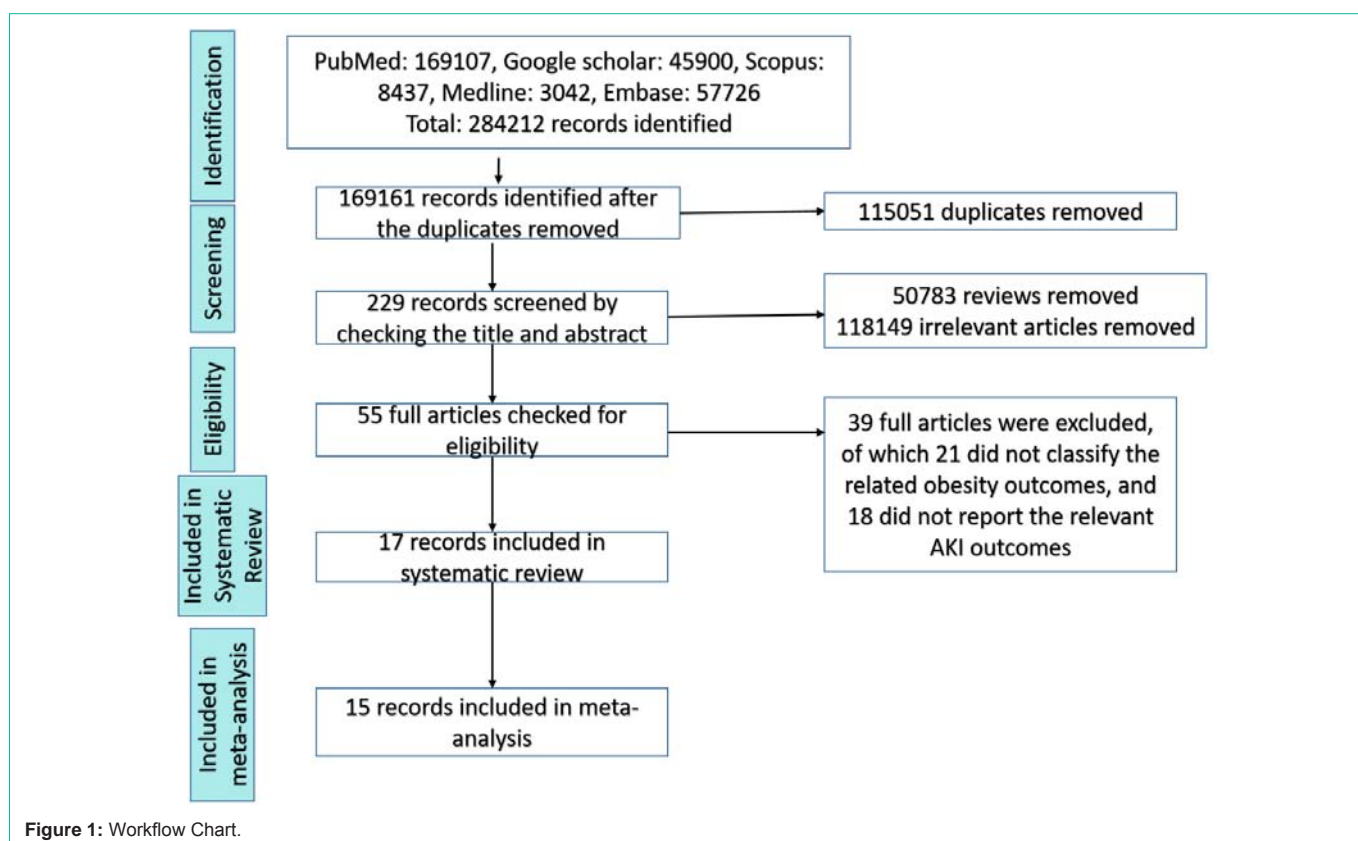 Identification
PubMed: 169107, Google scholar: 45900, Scopus:
8437, Medline: 3042, Embase: 57726
Total: 284212 records identified
Screening
169161 records identified after
the duplicates removed
115051 duplicates removed
229 records screened by
checking the title and abstract
50783 reviews removed
118149 irrelevant articles removed
Eligibility
55 full articles checked for
eligibility
39 full articles were excluded,
of which 21 did not classify the
related obesity outcomes, and
18 did not report the relevant
AKI outcomes
Included in
Systematic
Review
17 records included in
systematic review
Included in
meta-analysis
15 records included in meta-
analysis
Figure 1: Workflow Chart.